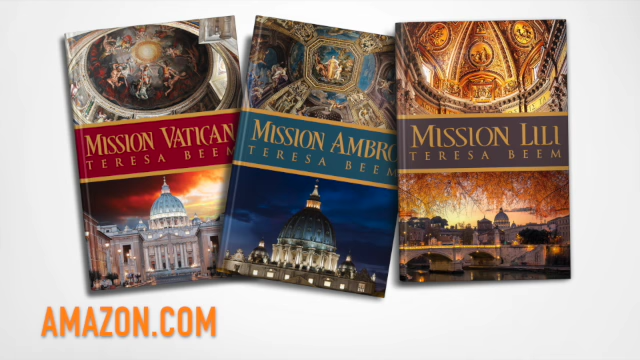 MISSION VATICAN
TERESA BEEM
MISSION AMBRO
TERESA BEEM
MISSION LILI
TERESA BEEM
AMAZON.COM